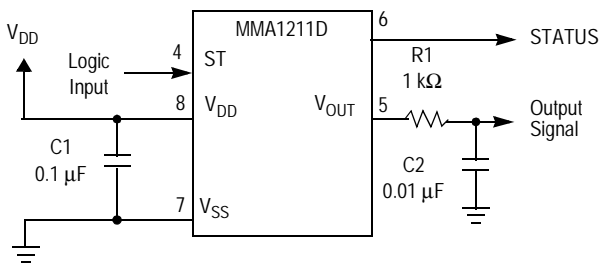 MMA1211D
6
STATUS
V_DD
Logic
Input
4
ST
R1
1 kΩ
8
V_DD
V_OUT
5
Output
Signal
C1
0.1 μF
C2
0.01 μF
7
V_SS